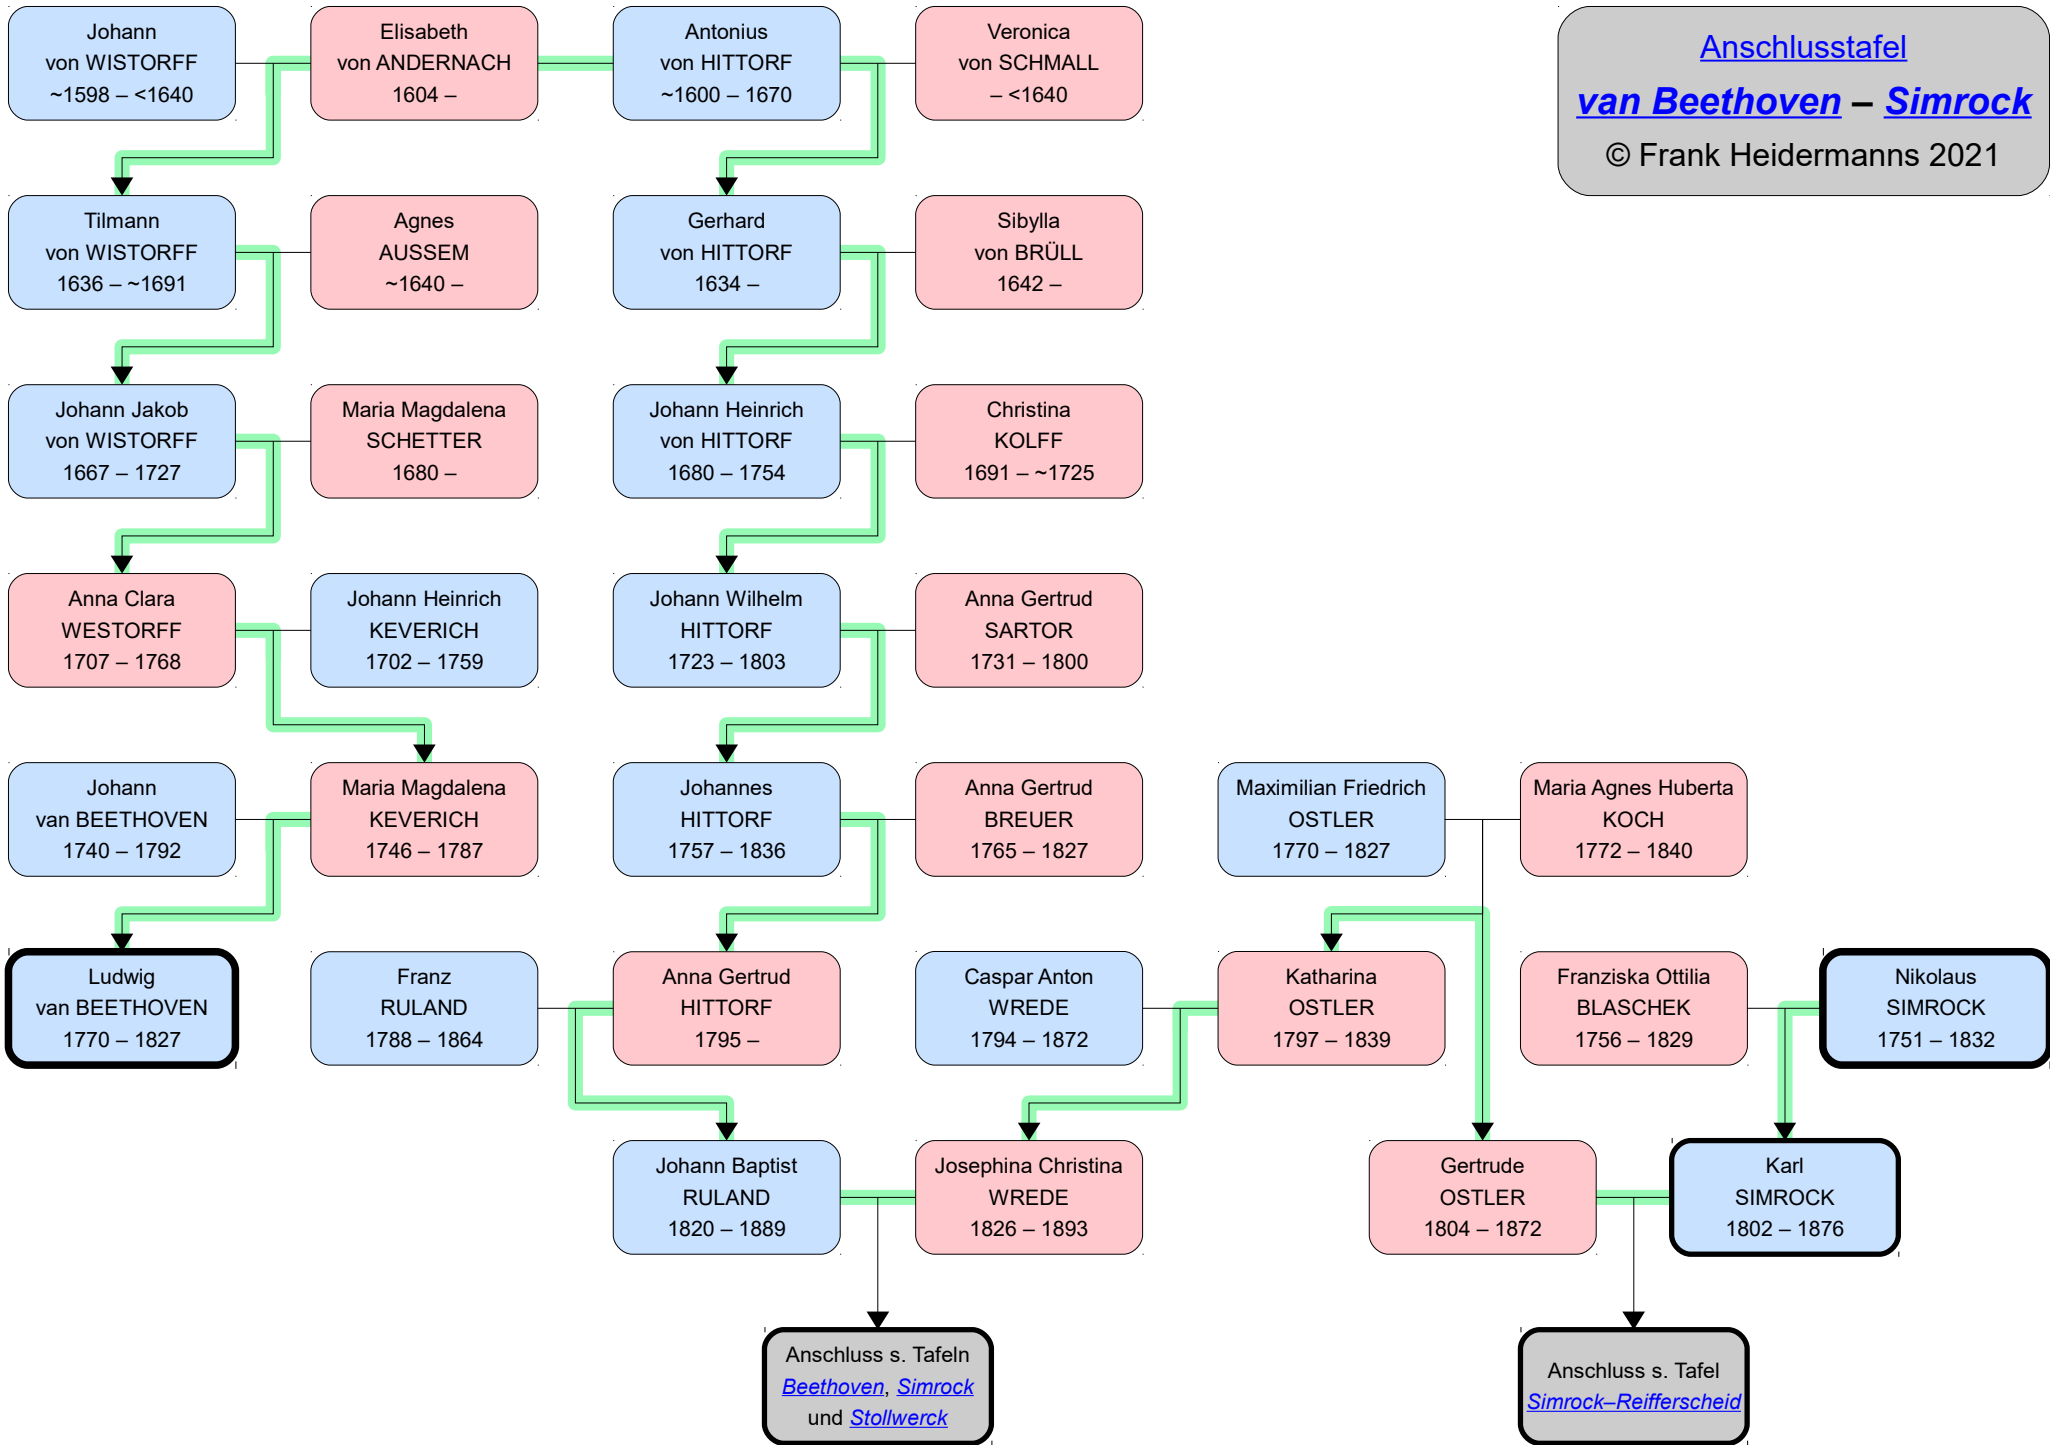 Johann
von WISTORFF
~1598 – <1640
Elisabeth
von ANDERNACH
1604 –
Antonius
von HITTORF
~1600 – 1670
Veronica
von SCHMALL
– <1640
Anschlusstafel
van Beethoven – Simrock
© Frank Heidermanns 2021
Tilmann
von WISTORFF
1636 – ~1691
Agnes
AUSSEM
~1640 –
Gerhard
von HITTORF
1634 –
Sibylla
von BRÜLL
1642 –
Johann Jakob
von WISTORFF
1667 – 1727
Maria Magdalena
SCHETTER
1680 –
Johann Heinrich
von HITTORF
1680 – 1754
Christina
KOLFF
1691 – ~1725
Anna Clara
WESTORFF
1707 – 1768
Johann Heinrich
KEVERICH
1702 – 1759
Johann Wilhelm
HITTORF
1723 – 1803
Anna Gertrud
SARTOR
1731 – 1800
Johann
van BEETHOVEN
1740 – 1792
Maria Magdalena
KEVERICH
1746 – 1787
Johannes
HITTORF
1757 – 1836
Anna Gertrud
BREUER
1765 – 1827
Maximilian Friedrich
OSTLER
1770 – 1827
Maria Agnes Huberta
KOCH
1772 – 1840
Ludwig
van BEETHOVEN
1770 – 1827
Franz
RULAND
1788 – 1864
Anna Gertrud
HITTORF
1795 –
Caspar Anton
WREDE
1794 – 1872
Katharina
OSTLER
1797 – 1839
Franziska Ottilia
BLASCHEK
1756 – 1829
Nikolaus
SIMROCK
1751 – 1832
Johann Baptist
RULAND
1820 – 1889
Josephina Christina
WREDE
1826 – 1893
Gertrude
OSTLER
1804 – 1872
Karl
SIMROCK
1802 – 1876
Anschluss s. Tafeln
Beethoven, Simrock
und Stollwerck
Anschluss s. Tafel
Simrock–Reifferscheid